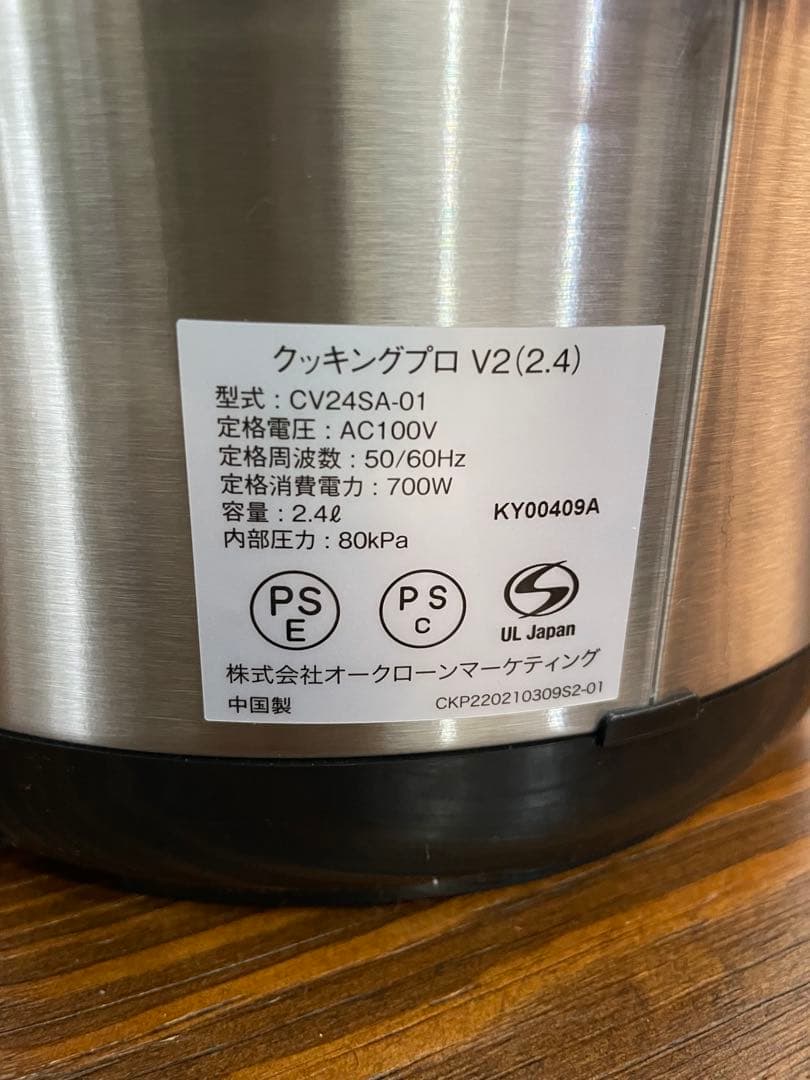 クッキングプロ V2(2.4)
型式：CV24SA-01
定格電圧：AC100V
定格周波数：50/60Hz
定格消費電力：700W
容量：2.4ℓ
KY00409A
内部圧力：80kPa
PS
E
PS
C
UL Japan
株式会社オークローンマーケティング
中国製
CKP220210309S2-01